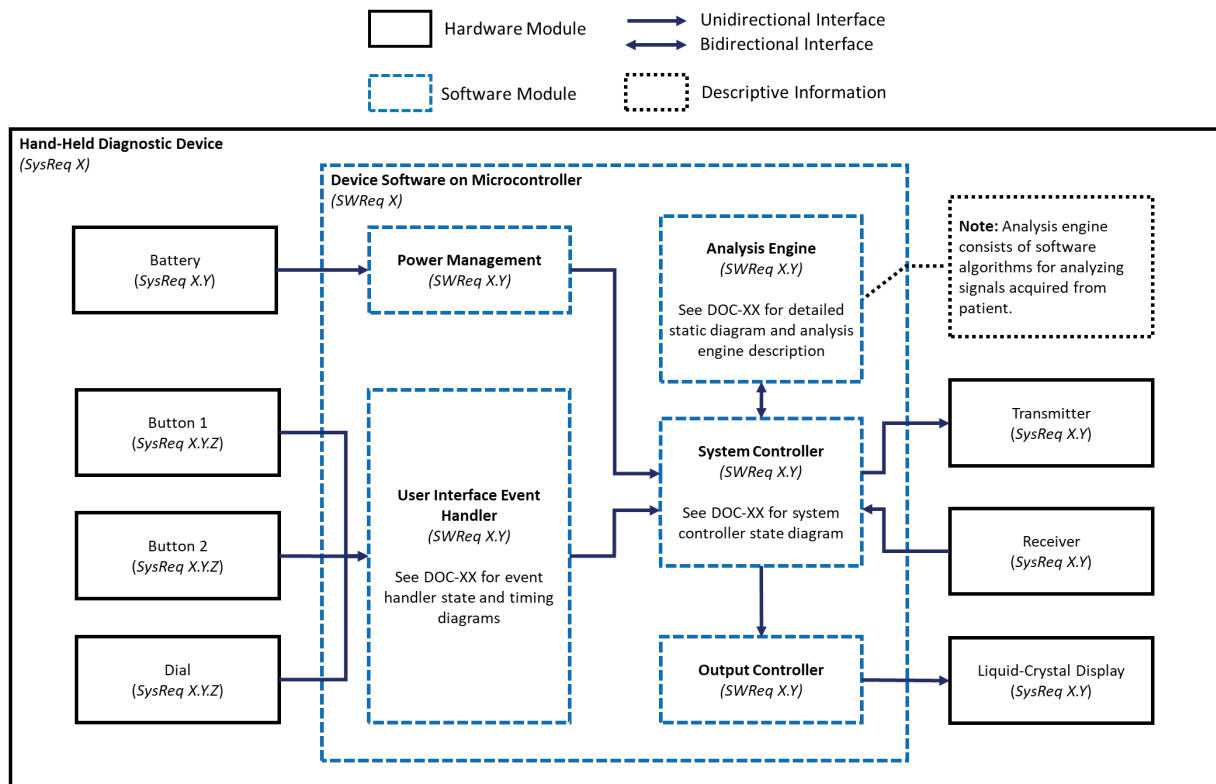 Hardware Module
Unidirectional Interface
Bidirectional Interface
Software Module
Descriptive Information
Hand-Held Diagnostic Device
(SysReq X)
Device Software on Microcontroller
(SWReq X)
Battery
(SysReq X.Y)
Power Management
(SWReq X.Y)
Analysis Engine
(SWReq X.Y)
See DOC-XX for detailed
static diagram and analysis
engine description
Note: Analysis engine
consists of software
algorithms for analyzing
signals acquired from
patient.
Button 1
(SysReq X.Y.Z)
Button 2
(SysReq X.Y.Z)
Dial
(SysReq X.Y.Z)
User Interface Event
Handler
(SWReq X.Y)
See DOC-XX for event
handler state and timing
diagrams
System Controller
(SWReq X.Y)
See DOC-XX for system
controller state diagram
Output Controller
(SWReq X.Y)
Transmitter
(SysReq X.Y)
Receiver
(SysReq X.Y)
Liquid-Crystal Display
(SysReq X.Y)